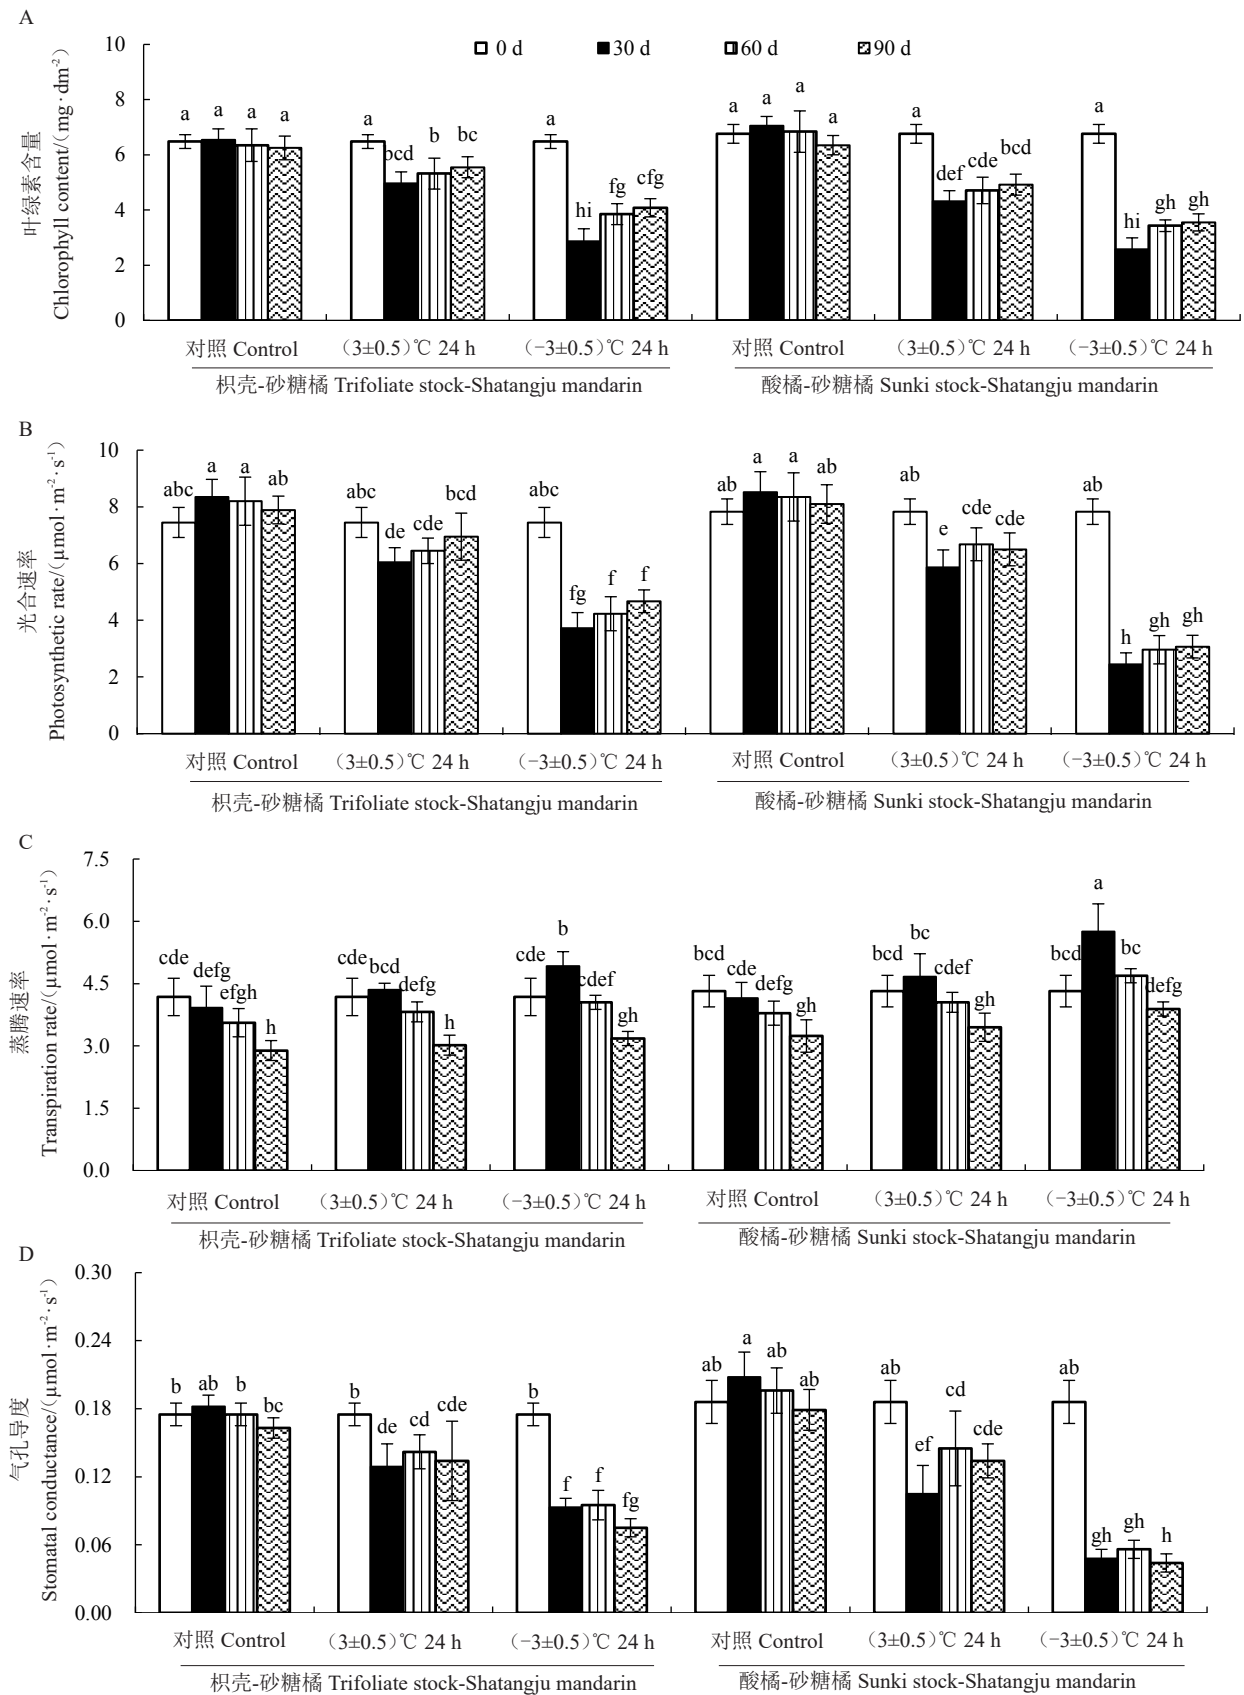 A
10
8
6
4
2
0
叶绿素含量
Chlorophyll content/(mg·dm⁻²)
0 d 30 d 60 d 90 d
a a a a a bcd b bc a hi fg cfg a a a a a def cde bcd a hi gh gh
对照 Control (3±0.5)℃ 24 h (−3±0.5)℃ 24 h 对照 Control (3±0.5)℃ 24 h (−3±0.5)℃ 24 h
枳壳-砂糖橘 Trifoliate stock-Shatangju mandarin 酸橘-砂糖橘 Sunki stock-Shatangju mandarin
B
10
8
6
4
2
0
光合速率
Photosynthetic rate/(μmol·m⁻²·s⁻¹)
abc a a ab abc de cde bcd abc fg f f ab a a ab ab e cde cde ab h gh gh
对照 Control (3±0.5)℃ 24 h (−3±0.5)℃ 24 h 对照 Control (3±0.5)℃ 24 h (−3±0.5)℃ 24 h
枳壳-砂糖橘 Trifoliate stock-Shatangju mandarin 酸橘-砂糖橘 Sunki stock-Shatangju mandarin
C
7.5
6.0
4.5
3.0
1.5
0.0
蒸腾速率
Transpiration rate/(μmol·m⁻²·s⁻¹)
cde defg efgh h cde bcd defg h cde b cdef gh bcd cde defg gh bcd bc cdef gh bcd a bc defg
对照 Control (3±0.5)℃ 24 h (−3±0.5)℃ 24 h 对照 Control (3±0.5)℃ 24 h (−3±0.5)℃ 24 h
枳壳-砂糖橘 Trifoliate stock-Shatangju mandarin 酸橘-砂糖橘 Sunki stock-Shatangju mandarin
D
0.30
0.24
0.18
0.12
0.06
0.00
气孔导度
Stomatal conductance/(μmol·m⁻²·s⁻¹)
b ab b bc b de cd cde b f f fg ab a ab ab ab ef cd cde ab gh gh h
对照 Control (3±0.5)℃ 24 h (−3±0.5)℃ 24 h 对照 Control (3±0.5)℃ 24 h (−3±0.5)℃ 24 h
枳壳-砂糖橘 Trifoliate stock-Shatangju mandarin 酸橘-砂糖橘 Sunki stock-Shatangju mandarin